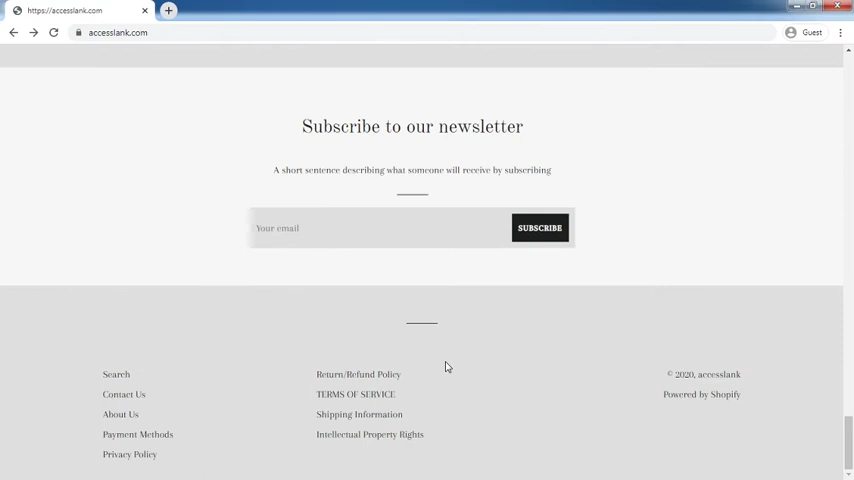 https://accesslank.com
accesslank.com
Guest
Subscribe to our newsletter
A short sentence describing what someone will receive by subscribing
Your email
SUBSCRIBE
Search
Contact Us
About Us
Payment Methods
Privacy Policy
Return/Refund Policy
TERMS OF SERVICE
Shipping Information
Intellectual Property Rights
© 2020, accesslank
Powered by Shopify